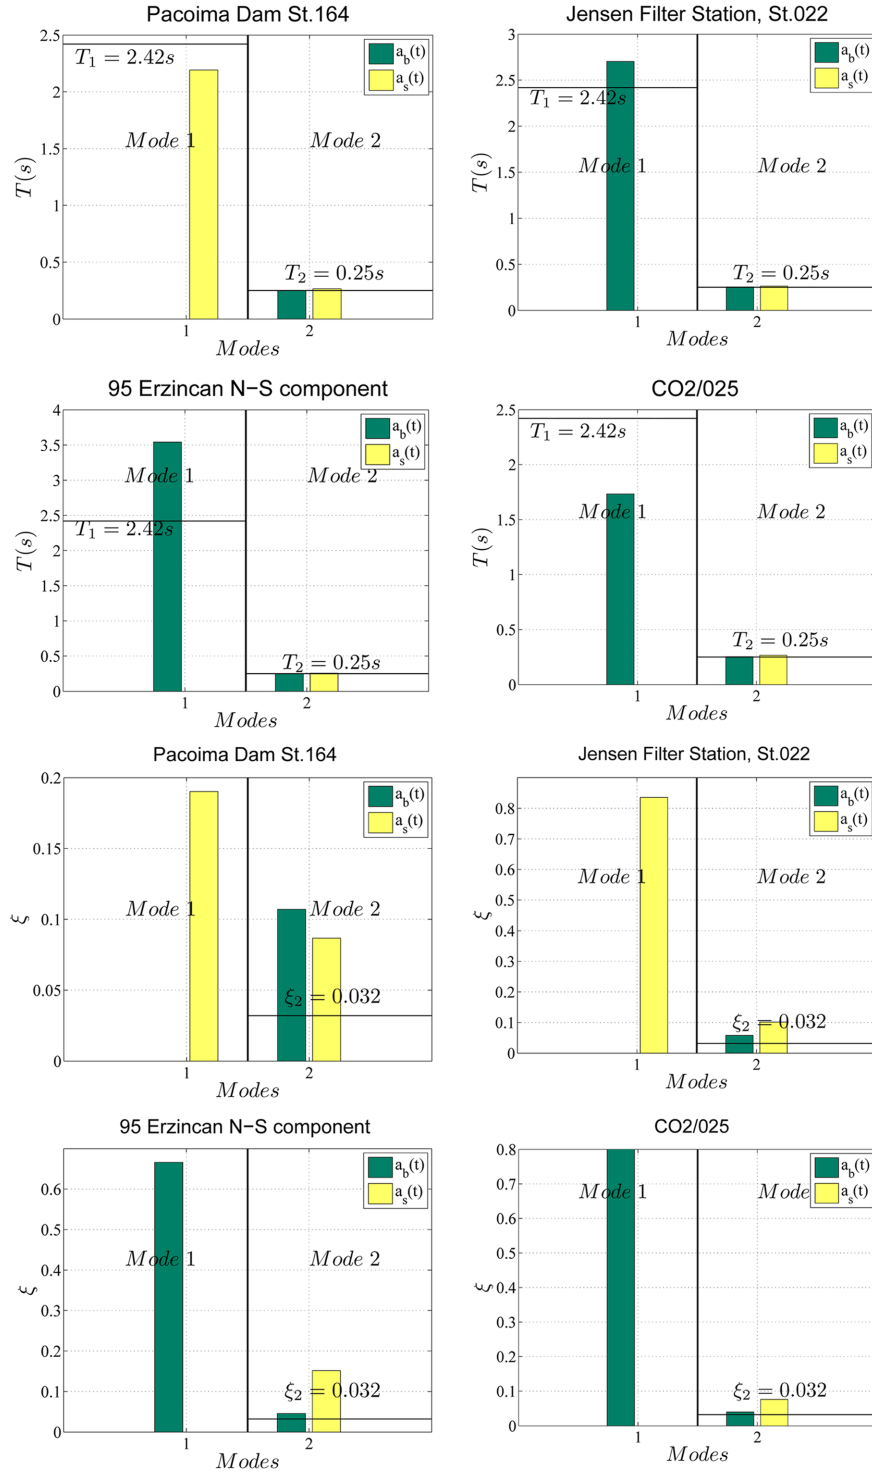 Pacoima Dam St.164
2.5
2
1.5
1
0.5
0
T(s)
T₁ = 2.42s
Mode 1
Mode 2
T₂ = 0.25s
a_b(t)
a_s(t)
1
2
Modes
Jensen Filter Station, St.022
3
2.5
2
1.5
1
0.5
0
T(s)
T₁ = 2.42s
Mode 1
Mode 2
T₂ = 0.25s
a_b(t)
a_s(t)
1
2
Modes
95 Erzincan N−S component
4
3.5
3
2.5
2
1.5
1
0.5
0
T(s)
Mode 1
Mode 2
T₁ = 2.42s
T₂ = 0.25s
a_b(t)
a_s(t)
1
2
Modes
CO2/025
2.5
2
1.5
1
0.5
0
T(s)
T₁ = 2.42s
Mode 1
Mode 2
T₂ = 0.25s
a_b(t)
a_s(t)
1
2
Modes
Pacoima Dam St.164
0.2
0.15
0.1
0.05
0
ξ
Mode 1
Mode 2
ξ₂ = 0.032
a_b(t)
a_s(t)
1
2
Modes
Jensen Filter Station, St.022
0.8
0.7
0.6
0.5
0.4
0.3
0.2
0.1
0
ξ
Mode 1
Mode 2
ξ₂ = 0.032
a_b(t)
a_s(t)
1
2
Modes
95 Erzincan N−S component
0.6
0.5
0.4
0.3
0.2
0.1
0
ξ
Mode 1
Mode 2
ξ₂ = 0.032
a_b(t)
a_s(t)
1
2
Modes
CO2/025
0.8
0.7
0.6
0.5
0.4
0.3
0.2
0.1
0
ξ
Mode 1
Mode
ξ₂ = 0.032
a_b(t)
a_s(t)
1
2
Modes